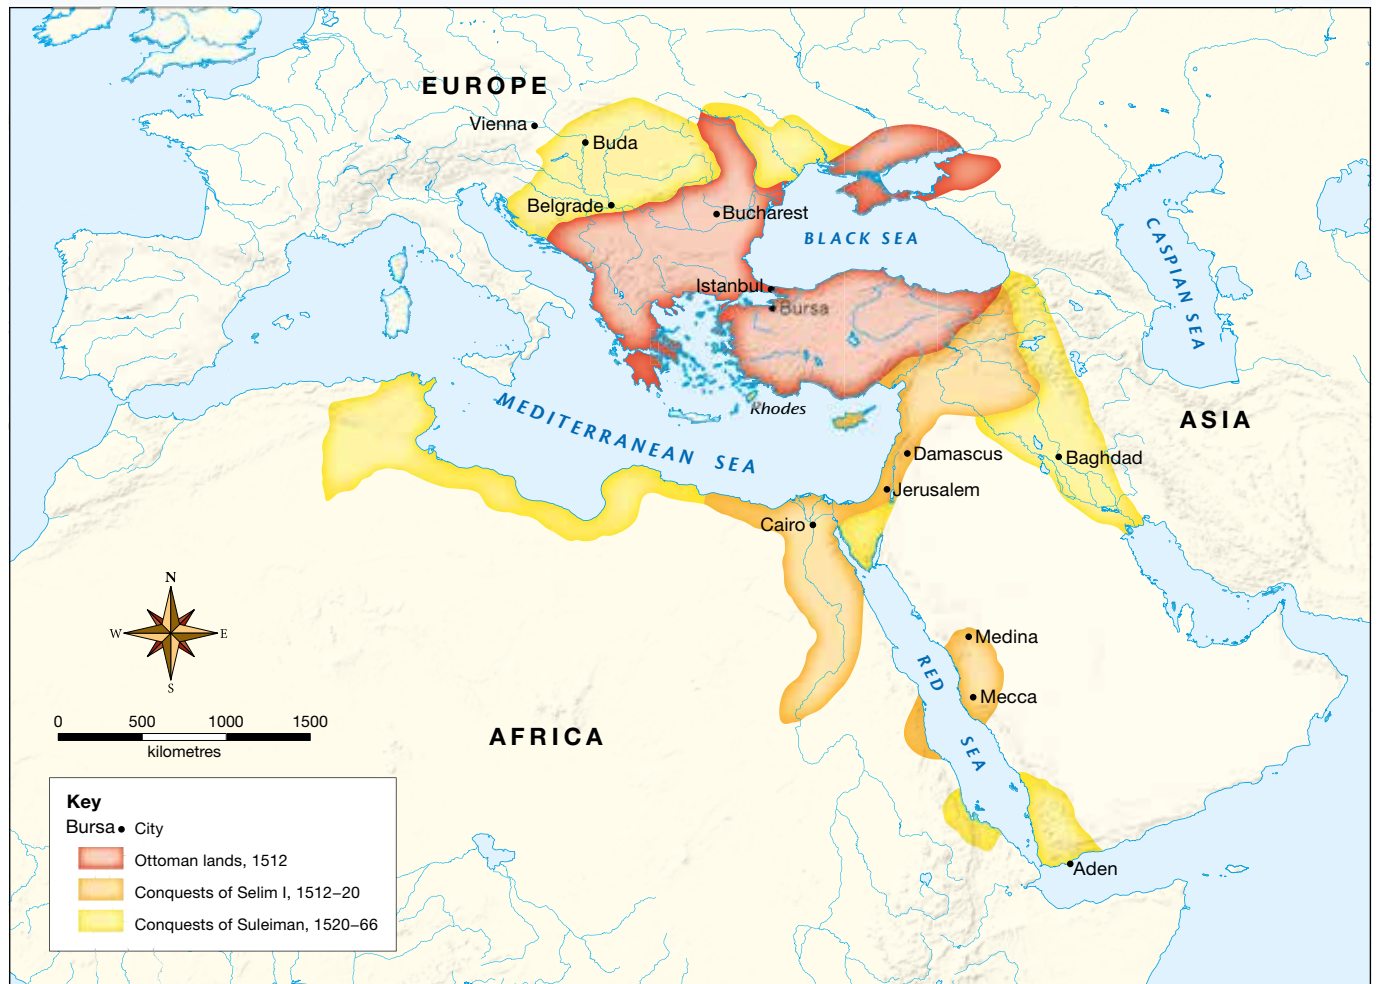 EUROPE
Vienna
Buda
Belgrade
Bucharest
BLACK SEA
CASPIAN SEA
Istanbul
Bursa
Rhodes
MEDITERRANEAN SEA
ASIA
Damascus
Baghdad
Jerusalem
Cairo
Medina
Mecca
RED SEA
AFRICA
Aden
N
W
E
S
0 500 1000 1500
kilometres
Key
Bursa
City
Ottoman lands, 1512
Conquests of Selim I, 1512–20
Conquests of Suleiman, 1520–66